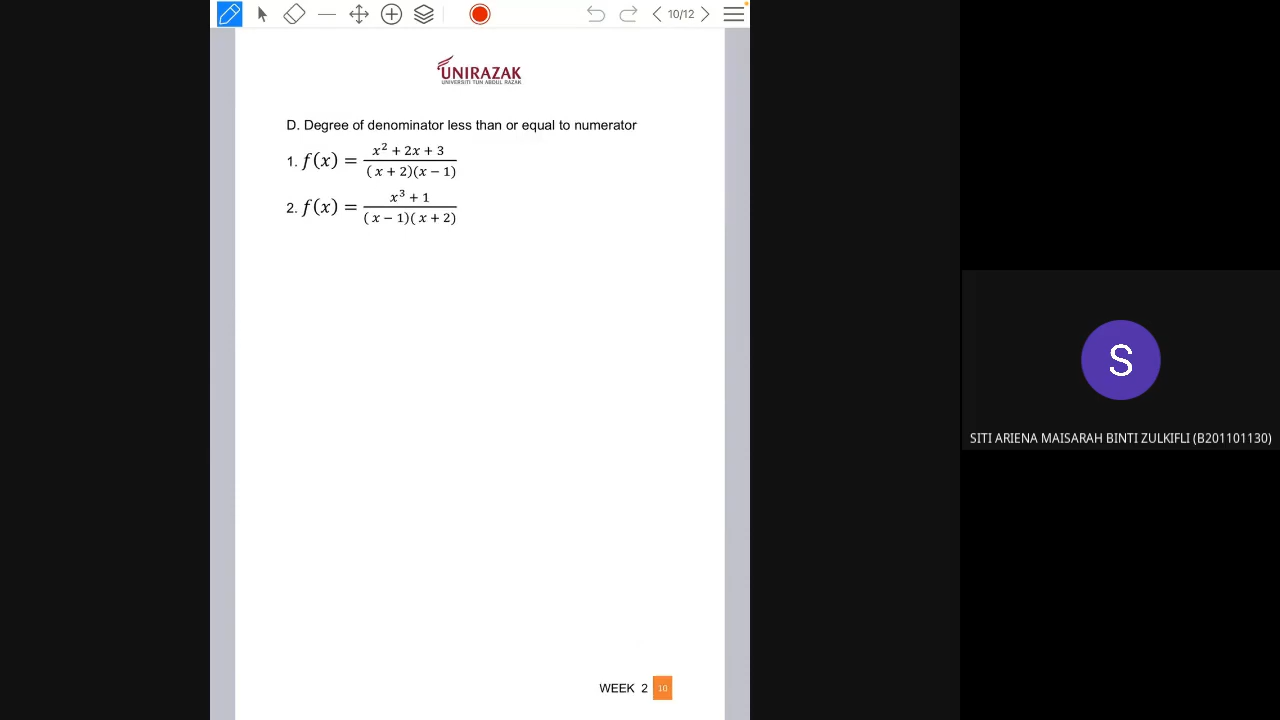 10/12
UNIRAZAK
UNIVERSITI TUN ABDUL RAZAK
D. Degree of denominator less than or equal to numerator
1. f(x) = (x² + 2x + 3) / ((x + 2)(x − 1))
2. f(x) = (x³ + 1) / ((x − 1)(x + 2))
S
SITI ARIENA MAISARAH BINTI ZULKIFLI (B201101130)
WEEK 2 10